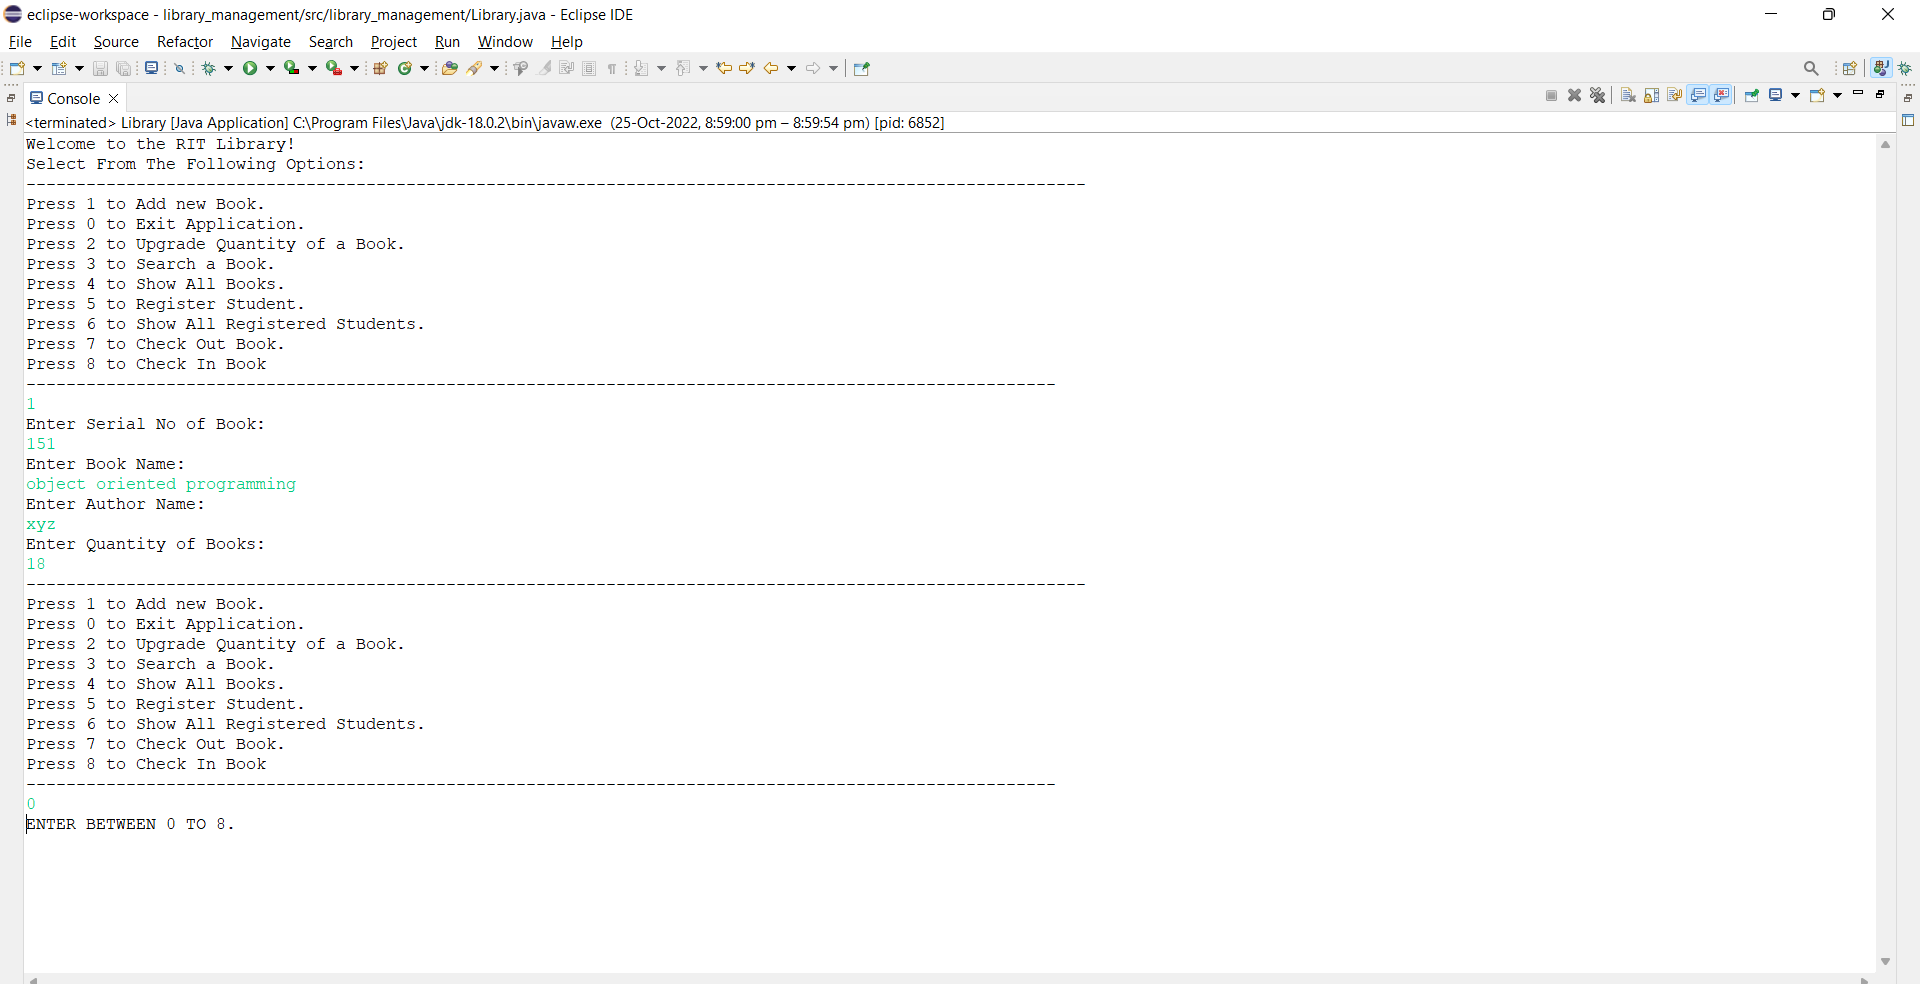 eclipse-workspace - library_management/src/library_management/Library.java - Eclipse IDE
File Edit Source Refactor Navigate Search Project Run Window Help
Console
<terminated> Library [Java Application] C:\Program Files\Java\jdk-18.0.2\bin\javaw.exe (25-Oct-2022, 8:59:00 pm – 8:59:54 pm) [pid: 6852]
Welcome to the RIT Library!
Select From The Following Options:
----------------------------------------------------------------------------------------------------------
Press 1 to Add new Book.
Press 0 to Exit Application.
Press 2 to Upgrade Quantity of a Book.
Press 3 to Search a Book.
Press 4 to Show All Books.
Press 5 to Register Student.
Press 6 to Show All Registered Students.
Press 7 to Check Out Book.
Press 8 to Check In Book
-------------------------------------------------------------------------------------------------------
1
Enter Serial No of Book:
151
Enter Book Name:
object oriented programming
Enter Author Name:
xyz
Enter Quantity of Books:
18
----------------------------------------------------------------------------------------------------------
Press 1 to Add new Book.
Press 0 to Exit Application.
Press 2 to Upgrade Quantity of a Book.
Press 3 to Search a Book.
Press 4 to Show All Books.
Press 5 to Register Student.
Press 6 to Show All Registered Students.
Press 7 to Check Out Book.
Press 8 to Check In Book
-------------------------------------------------------------------------------------------------------
0
ENTER BETWEEN 0 TO 8.